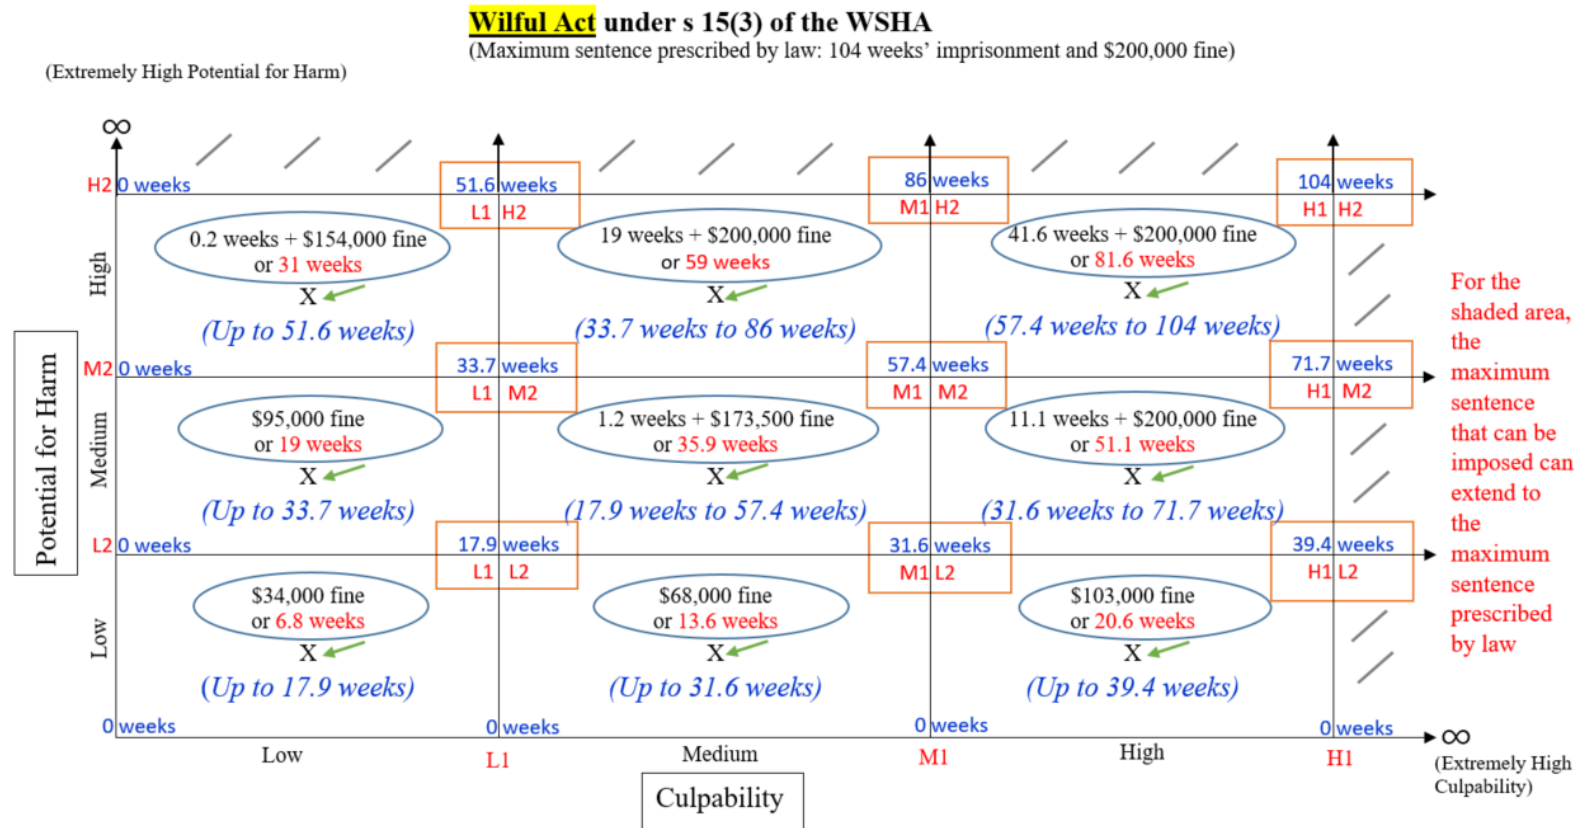 Wilful Act under s 15(3) of the WSHA
(Maximum sentence prescribed by law: 104 weeks' imprisonment and $200,000 fine)
(Extremely High Potential for Harm)
∞
H2 0 weeks
51.6 weeks
86 weeks
104 weeks
L1 H2
M1 H2
H1 H2
0.2 weeks + $154,000 fine
or 31 weeks
X
(Up to 51.6 weeks)
19 weeks + $200,000 fine
or 59 weeks
X
(33.7 weeks to 86 weeks)
41.6 weeks + $200,000 fine
or 81.6 weeks
X
(57.4 weeks to 104 weeks)
High
M2 0 weeks
33.7 weeks
57.4 weeks
71.7 weeks
L1 M2
M1 M2
H1 M2
$95,000 fine
or 19 weeks
X
(Up to 33.7 weeks)
1.2 weeks + $173,500 fine
or 35.9 weeks
X
(17.9 weeks to 57.4 weeks)
11.1 weeks + $200,000 fine
or 51.1 weeks
X
(31.6 weeks to 71.7 weeks)
Medium
Potential for Harm
L2 0 weeks
17.9 weeks
31.6 weeks
39.4 weeks
L1 L2
M1 L2
H1 L2
$34,000 fine
or 6.8 weeks
X
(Up to 17.9 weeks)
$68,000 fine
or 13.6 weeks
X
(Up to 31.6 weeks)
$103,000 fine
or 20.6 weeks
X
(Up to 39.4 weeks)
Low
0 weeks
0 weeks
0 weeks
0 weeks
Low
L1
Medium
M1
High
H1
∞
(Extremely High
Culpability)
Culpability
For the
shaded area,
the
maximum
sentence
that can be
imposed can
extend to
the
maximum
sentence
prescribed
by law